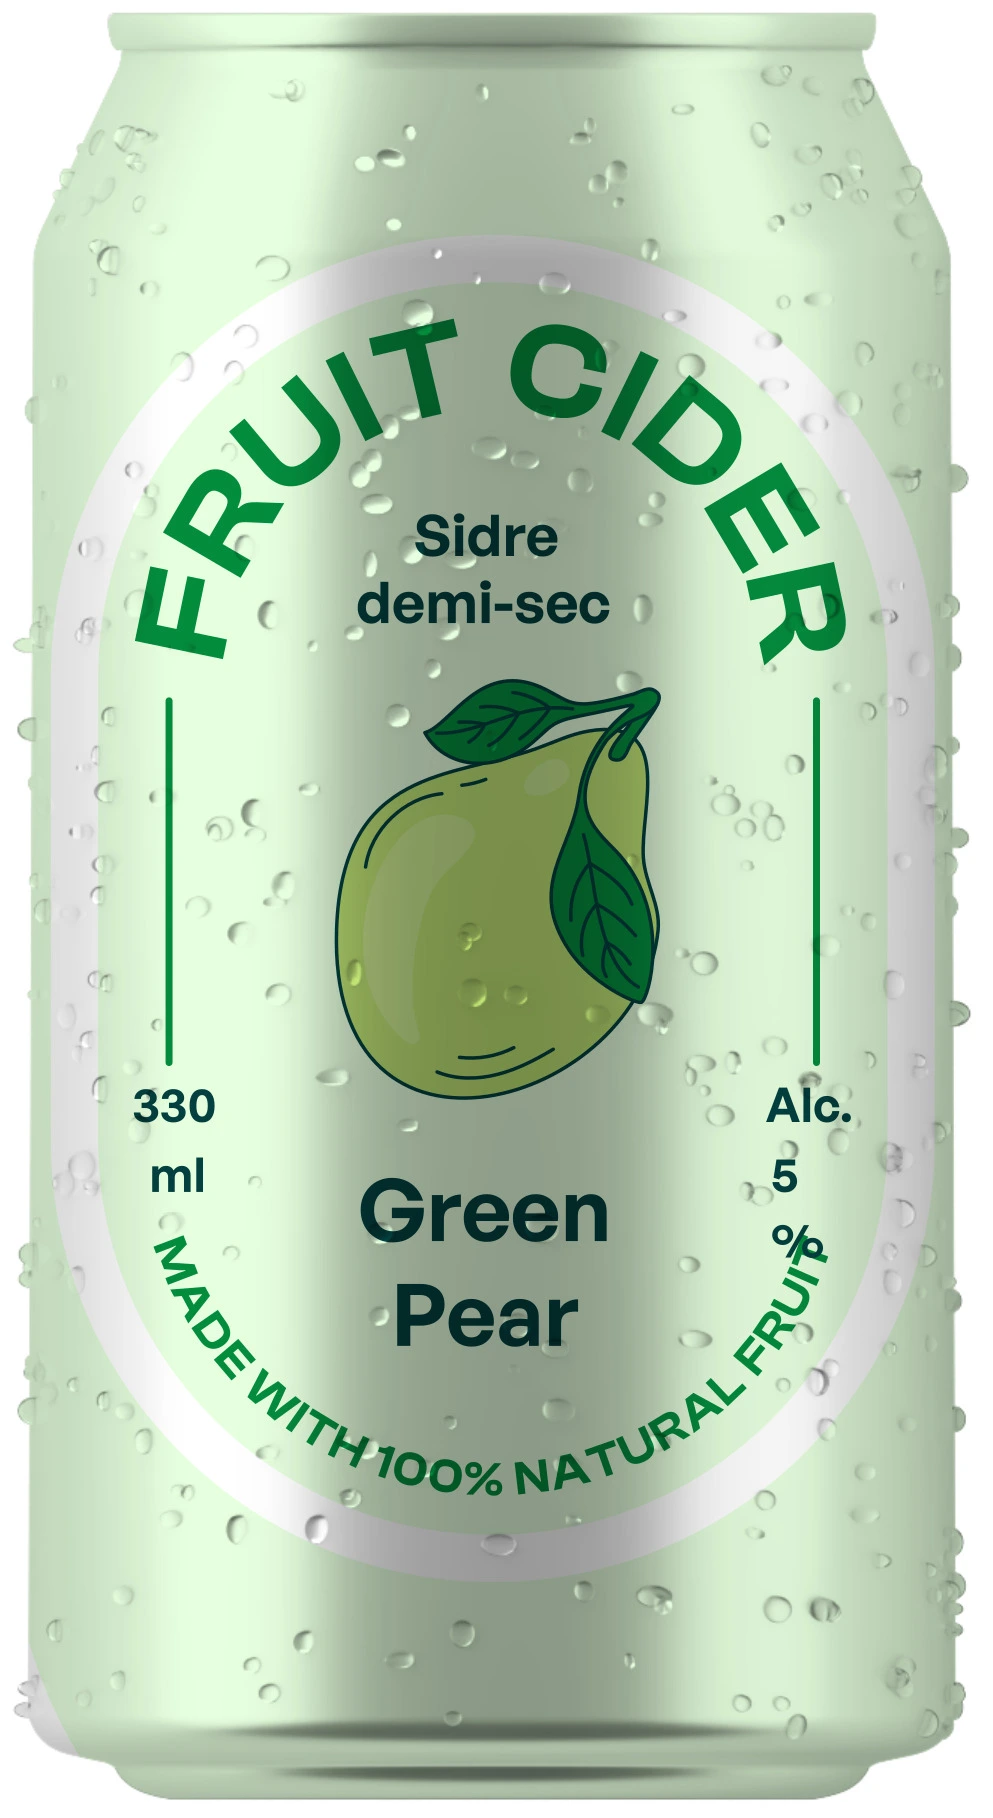 FRUIT CIDER
Sidre
demi-sec
330
ml
Alc.
5
%
Green
Pear
MADE WITH 100% NATURAL FRUIT